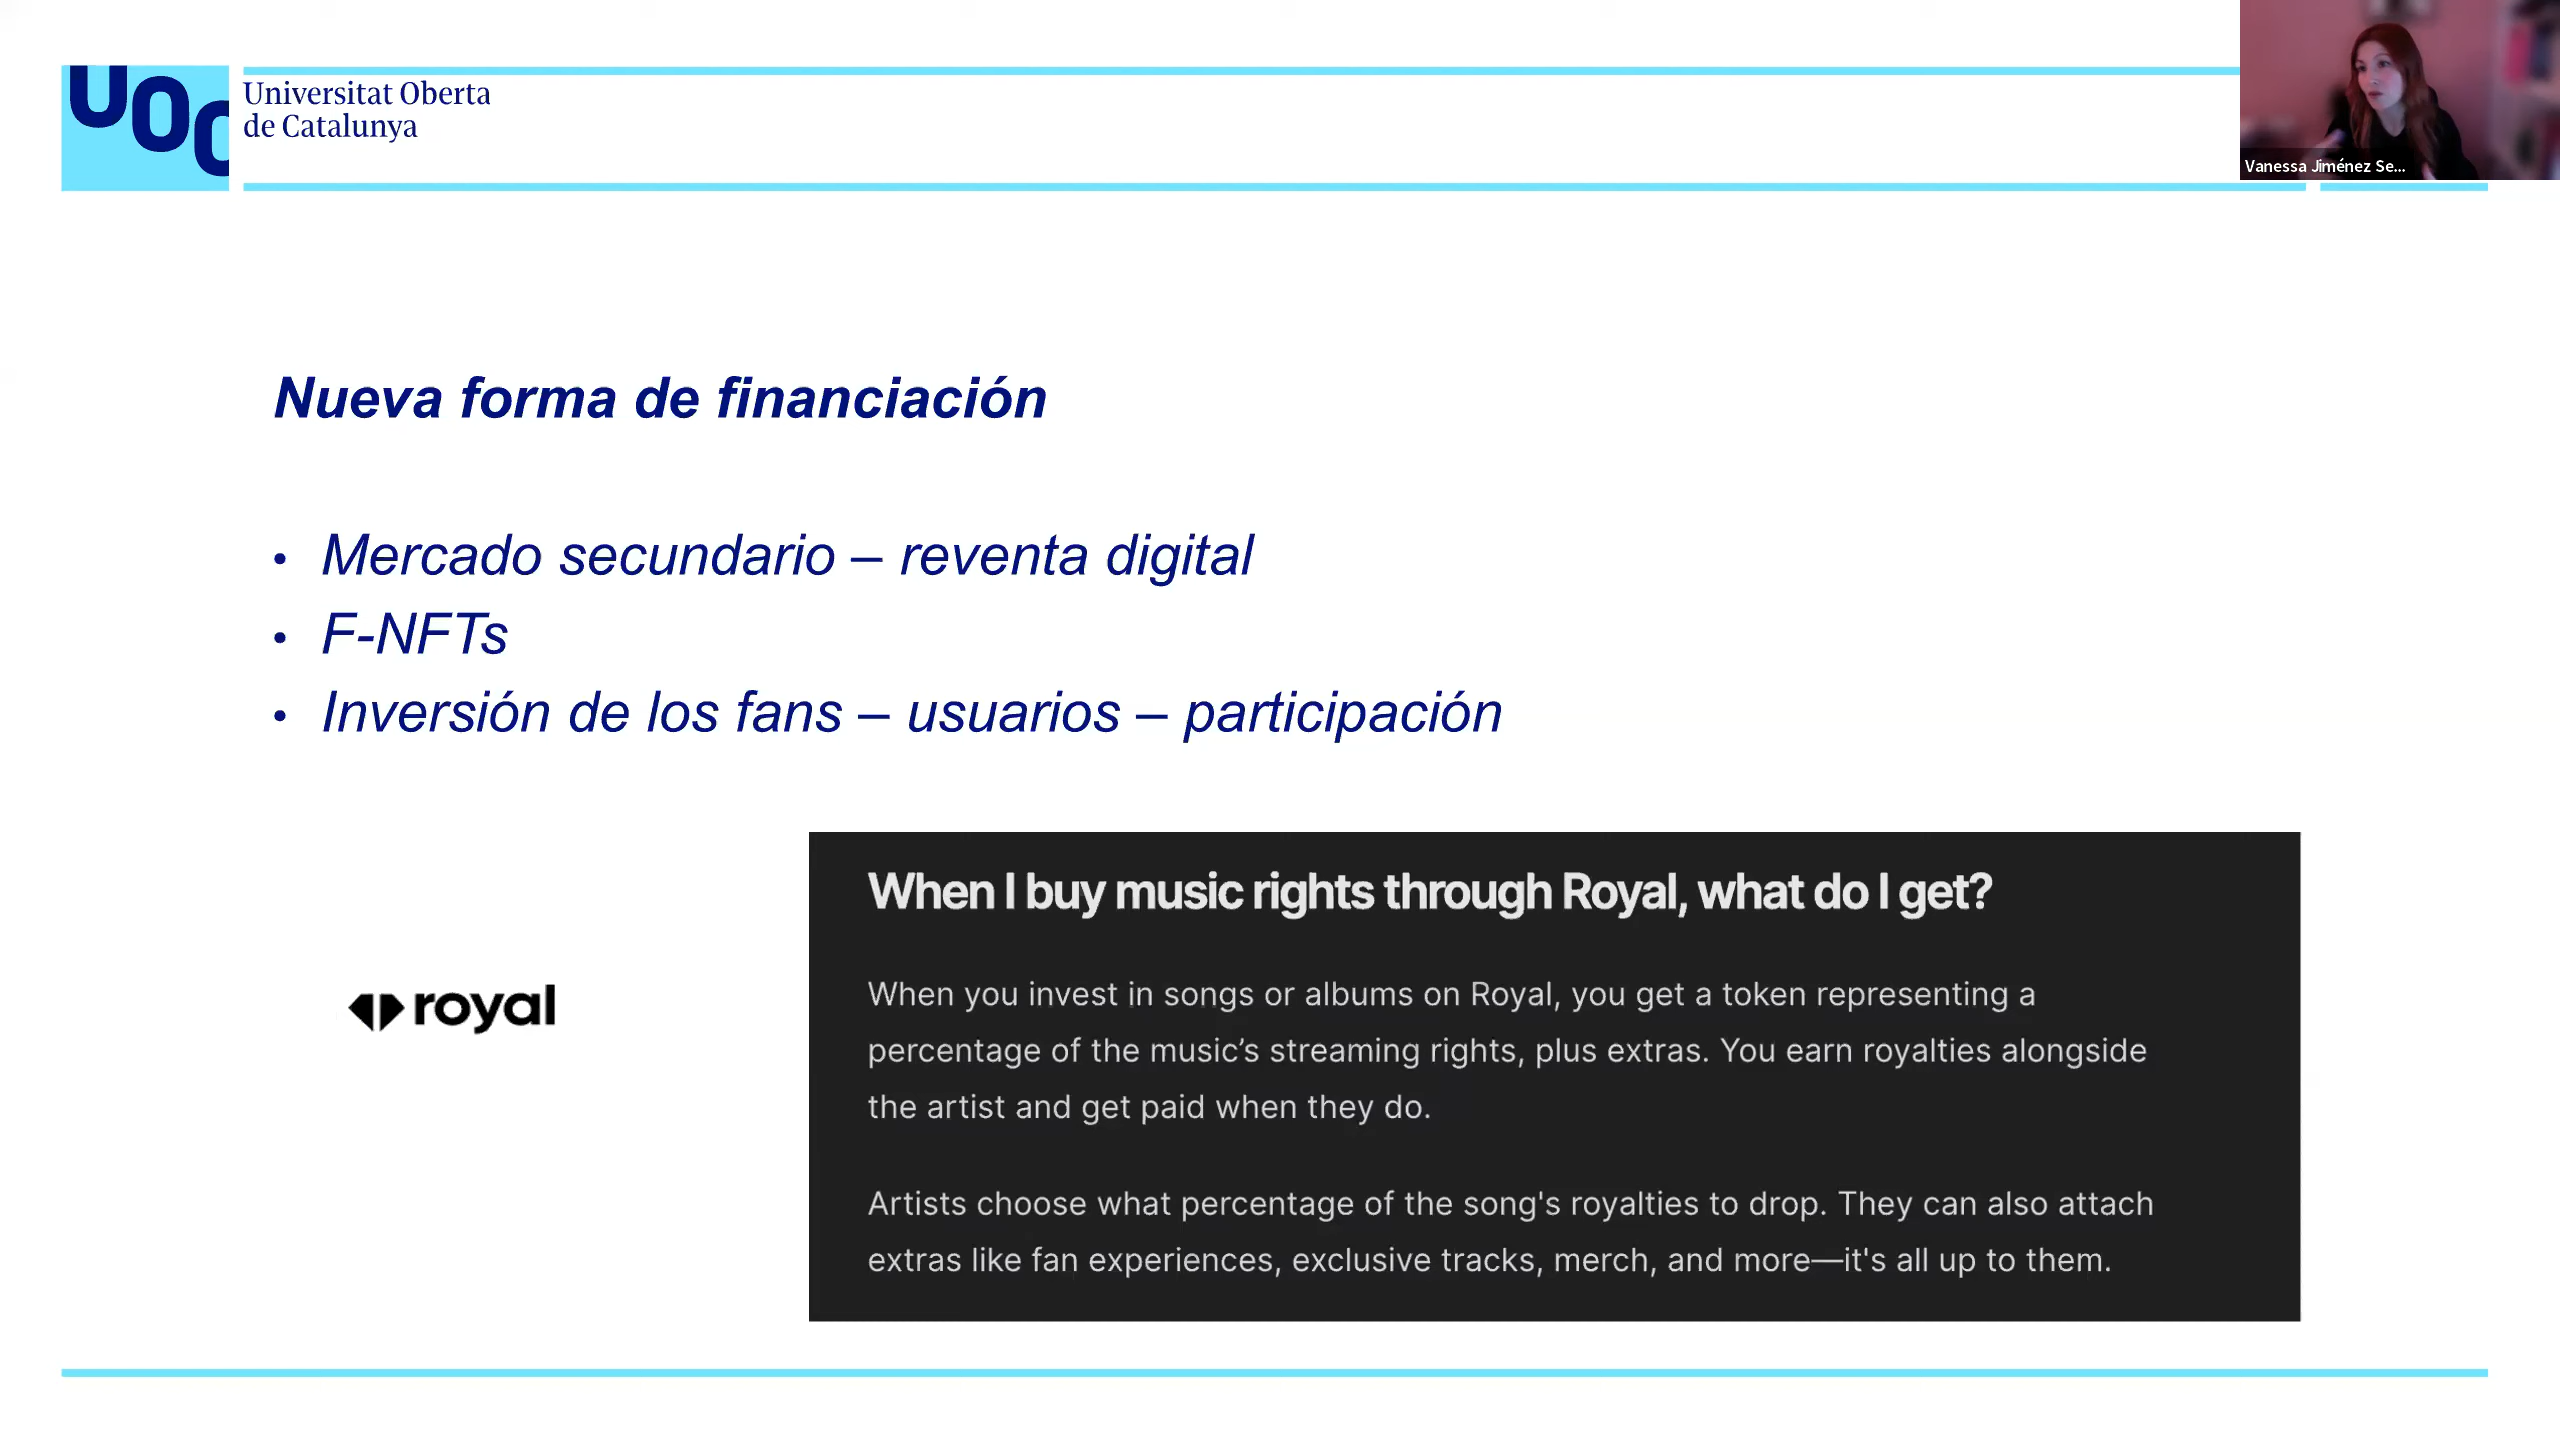 UOC
Universitat Oberta
de Catalunya
Vanessa Jiménez Se...
Nueva forma de financiación
• Mercado secundario – reventa digital
• F-NFTs
• Inversión de los fans – usuarios – participación
royal
When I buy music rights through Royal, what do I get?
When you invest in songs or albums on Royal, you get a token representing a
percentage of the music’s streaming rights, plus extras. You earn royalties alongside
the artist and get paid when they do.
Artists choose what percentage of the song's royalties to drop. They can also attach
extras like fan experiences, exclusive tracks, merch, and more—it's all up to them.